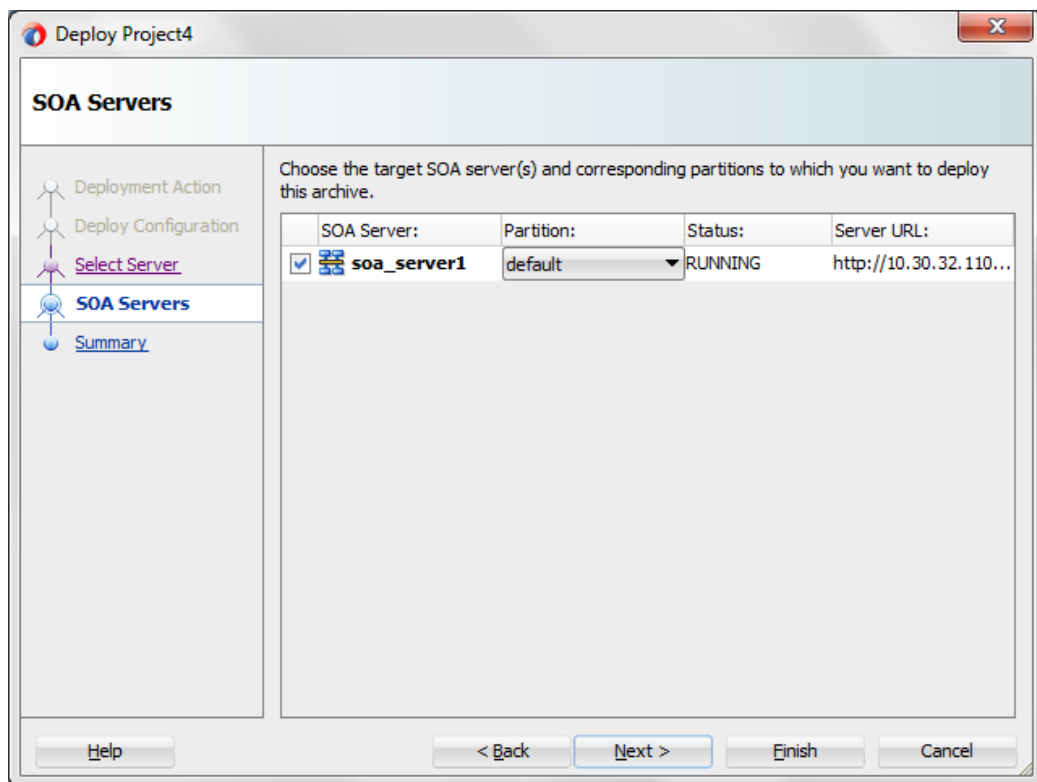 Deploy Project4
SOA Servers
Deployment Action
Deploy Configuration
Select Server
SOA Servers
Summary
Choose the target SOA server(s) and corresponding partitions to which you want to deploy
this archive.
SOA Server: Partition: Status: Server URL:
soa_server1 default RUNNING http://10.30.32.110...
Help < Back Next > Finish Cancel